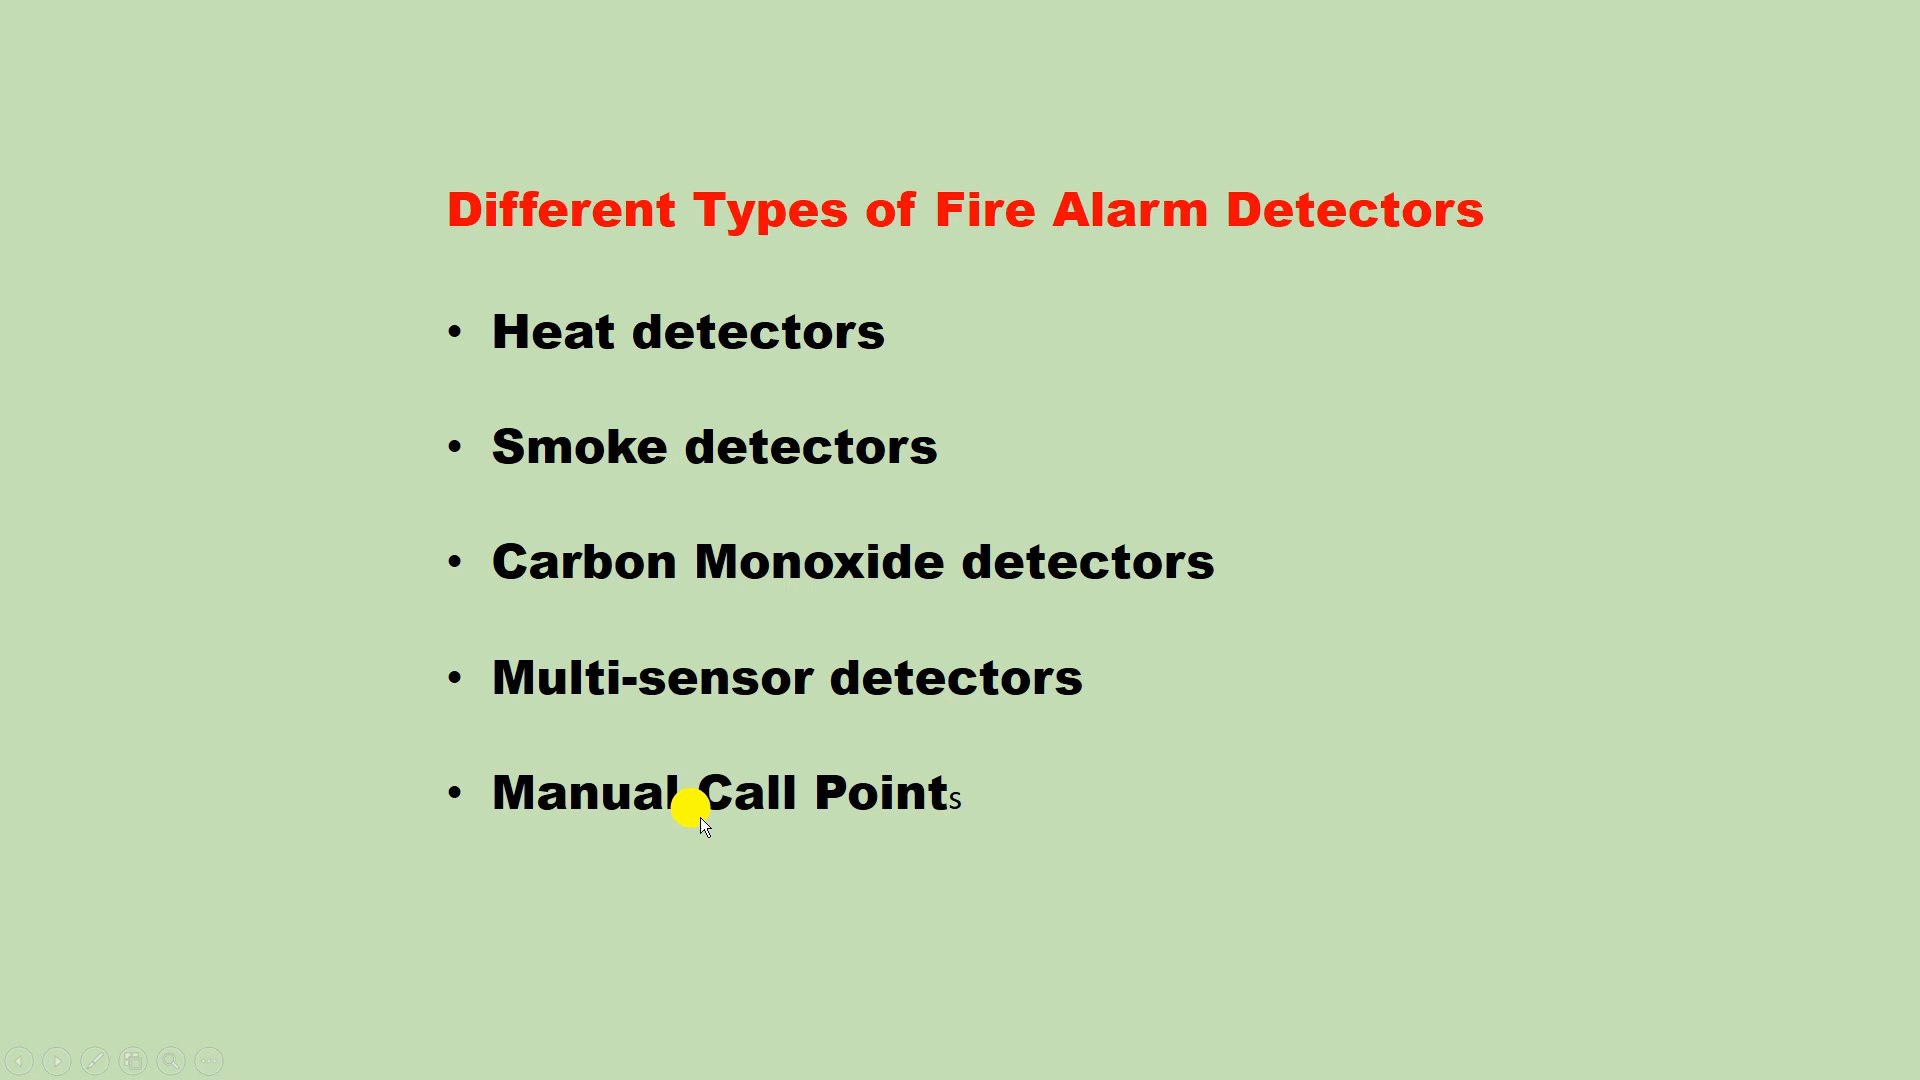 Different Types of Fire Alarm Detectors
• Heat detectors
• Smoke detectors
• Carbon Monoxide detectors
• Multi-sensor detectors
• Manual Call Points